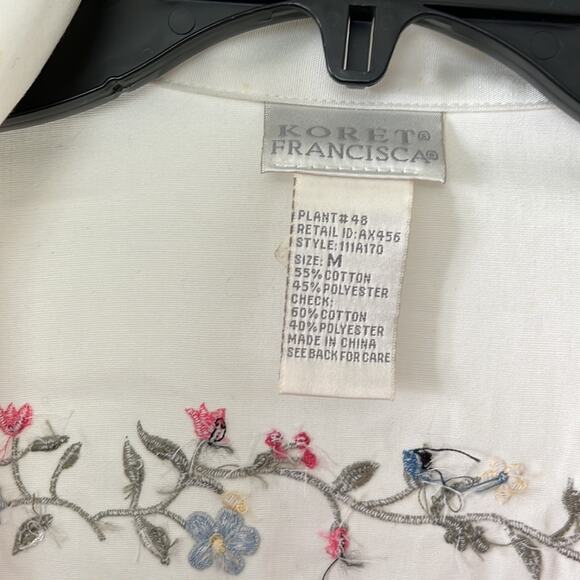 KORET®
FRANCISCA®
PLANT# 48
RETAIL ID: AX456
STYLE: 111A170
SIZE: M
55% COTTON
45% POLYESTER
CHECK:
60% COTTON
40% POLYESTER
MADE IN CHINA
SEE BACK FOR CARE